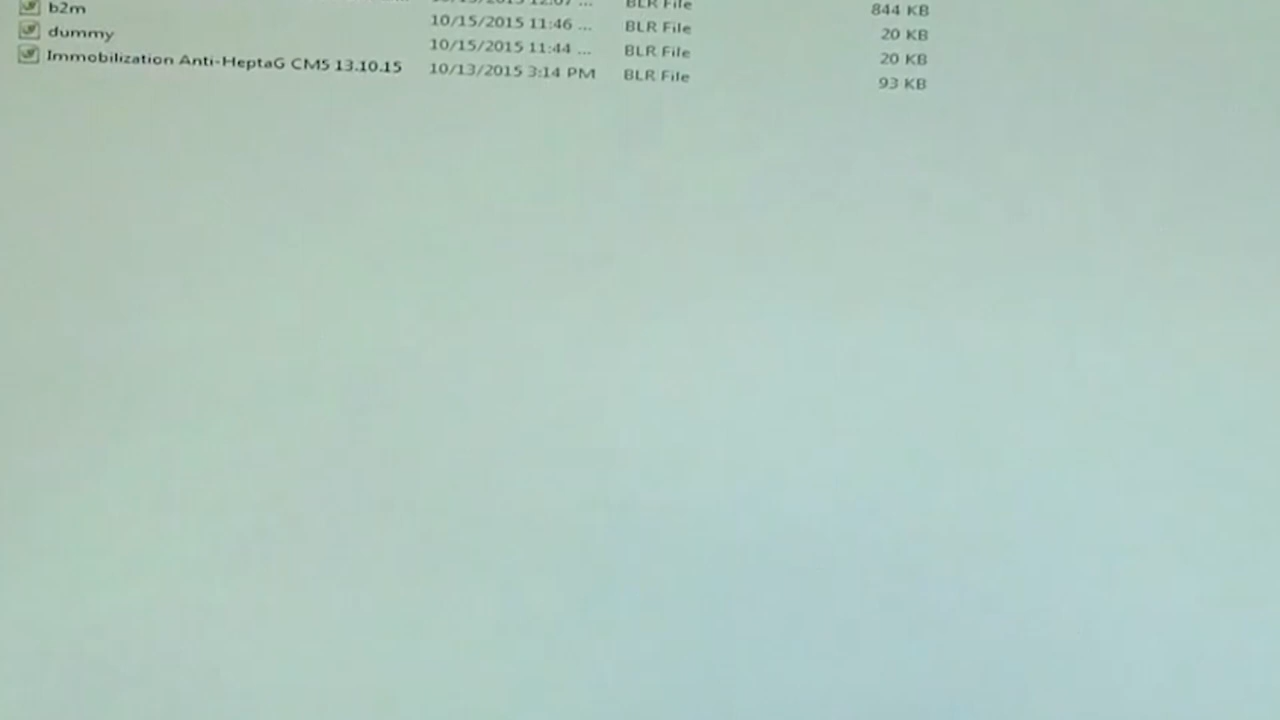 b2m 10/15/2015 11:46 ... BLR File 844 KB
dummy 10/15/2015 11:44 ... BLR File 20 KB
Immobilization Anti-HeptaG CM5 13.10.15 10/13/2015 3:14 PM BLR File 20 KB
BLR File 93 KB